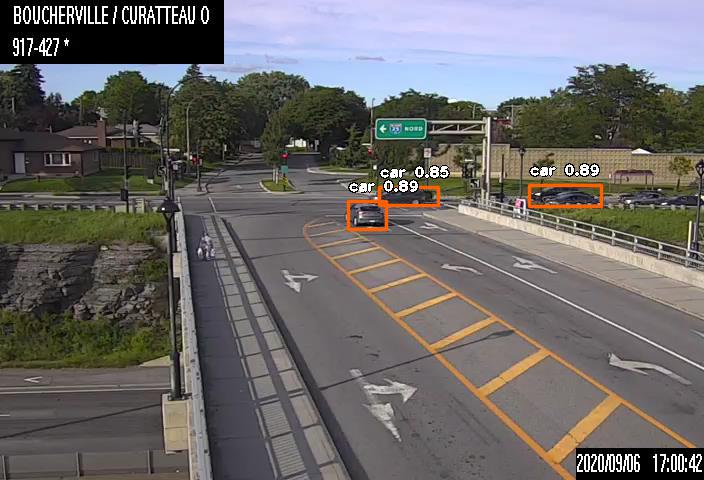 BOUCHERVILLE / CURATTEAU O
917-427 *
25 NORD
car 0.85
car 0.89
car 0.89
2020/09/06 17:00:42